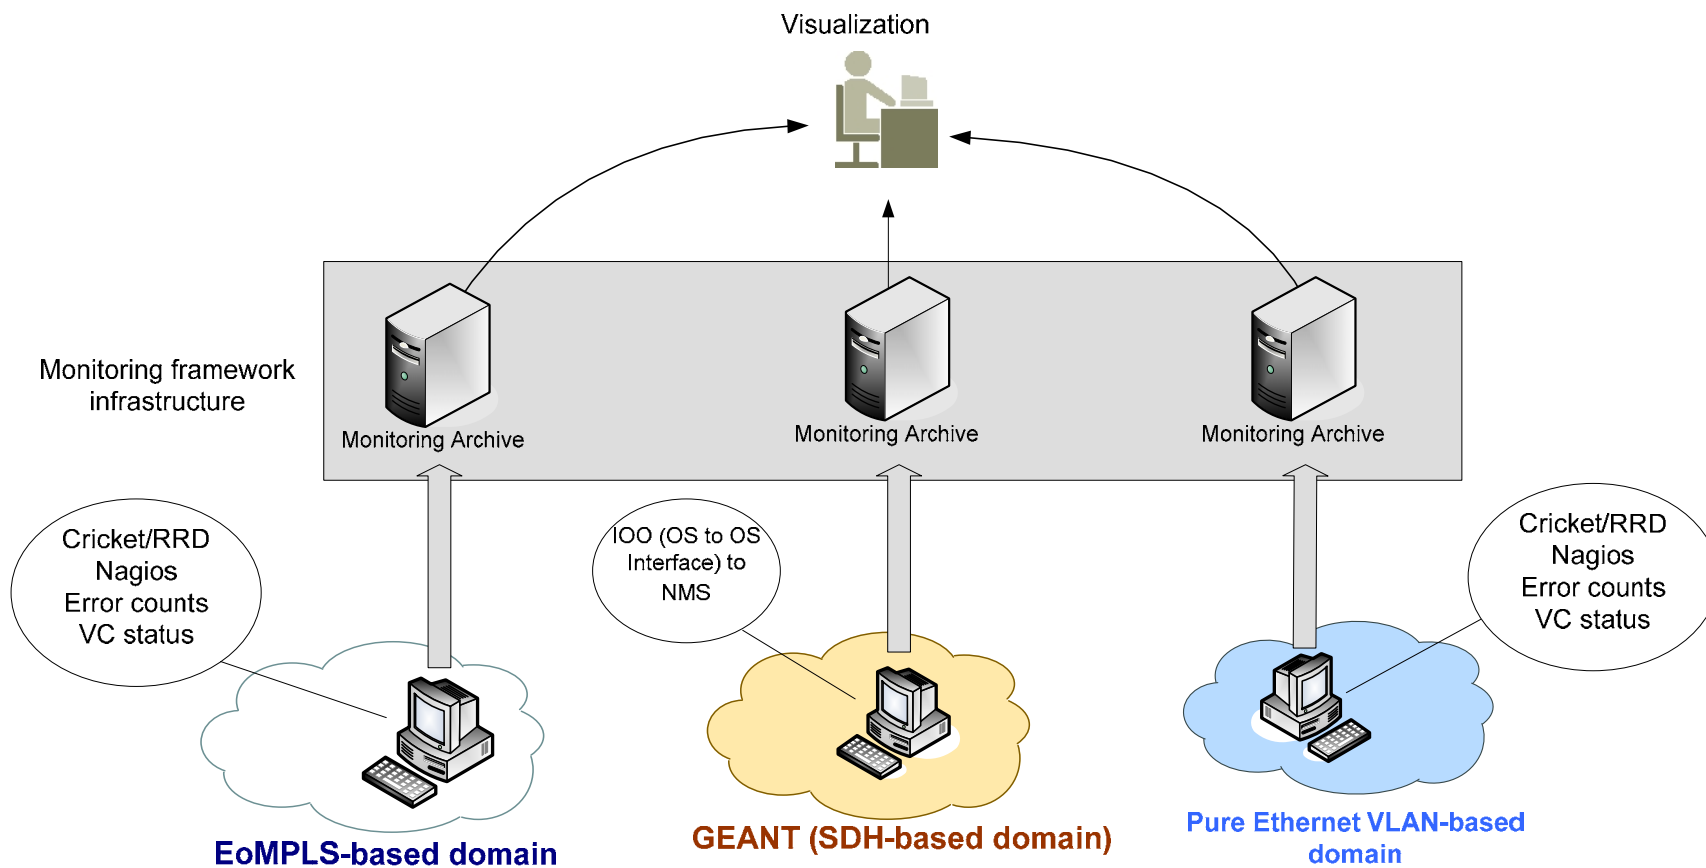 Visualization
Monitoring framework
infrastructure
Monitoring Archive
Monitoring Archive
Monitoring Archive
Cricket/RRD
Nagios
Error counts
VC status
IOO (OS to OS
Interface) to
NMS
Cricket/RRD
Nagios
Error counts
VC status
EoMPLS-based domain
GEANT (SDH-based domain)
Pure Ethernet VLAN-based
domain